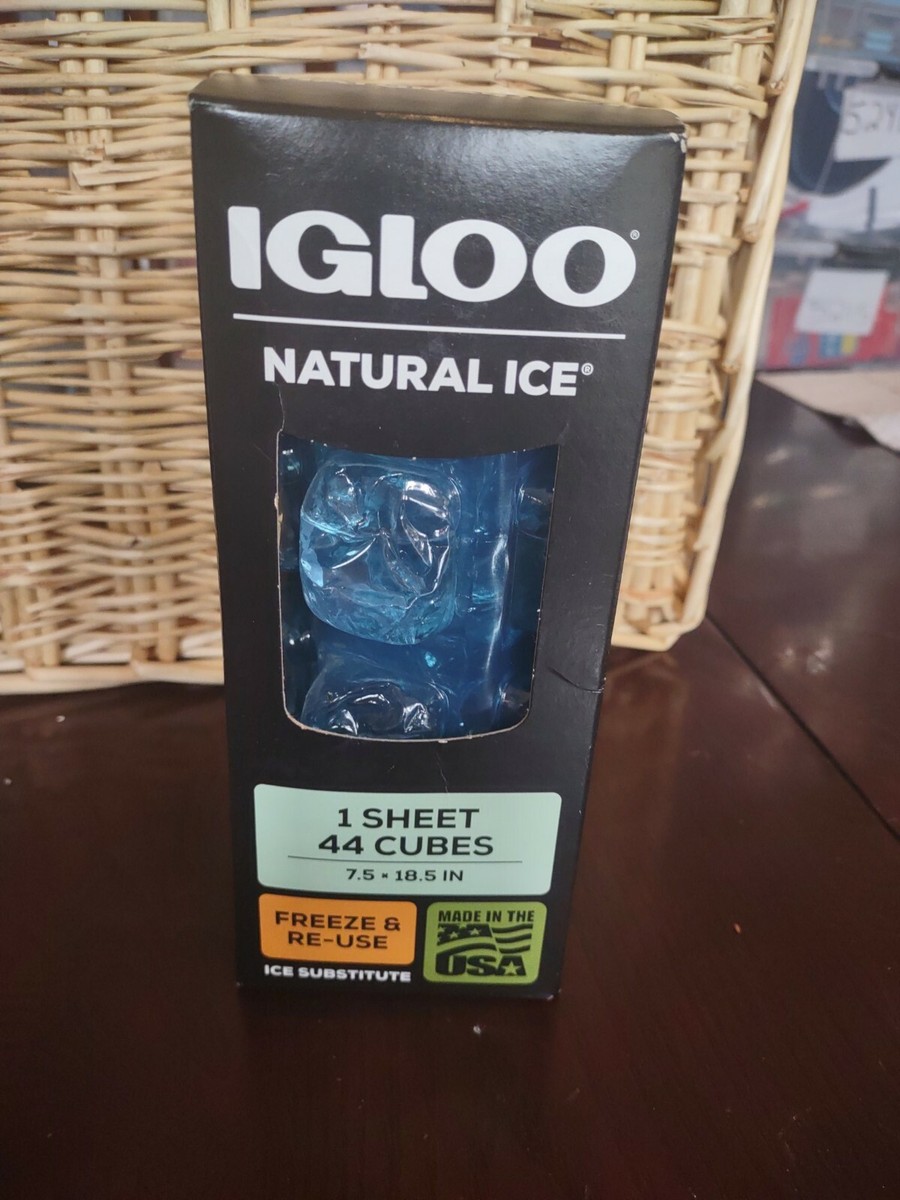 IGLOO®
NATURAL ICE®
1 SHEET
44 CUBES
7.5 × 18.5 IN
FREEZE &
RE-USE
MADE IN THE
USA
ICE SUBSTITUTE